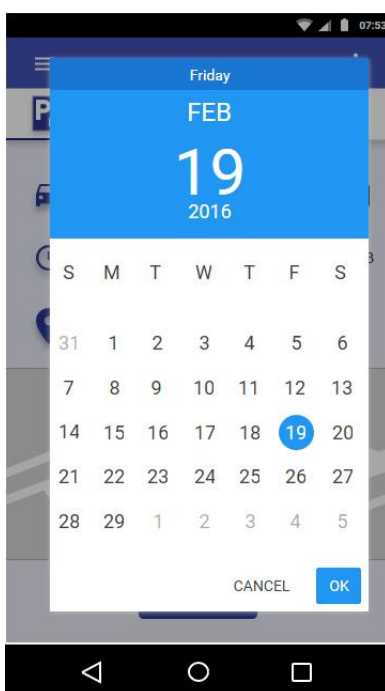 07:53
Friday
FEB
P
19
2016
S M T W T F S
31 1 2 3 4 5 6
7 8 9 10 11 12 13
14 15 16 17 18 19 20
21 22 23 24 25 26 27
28 29 1 2 3 4 5
CANCEL OK